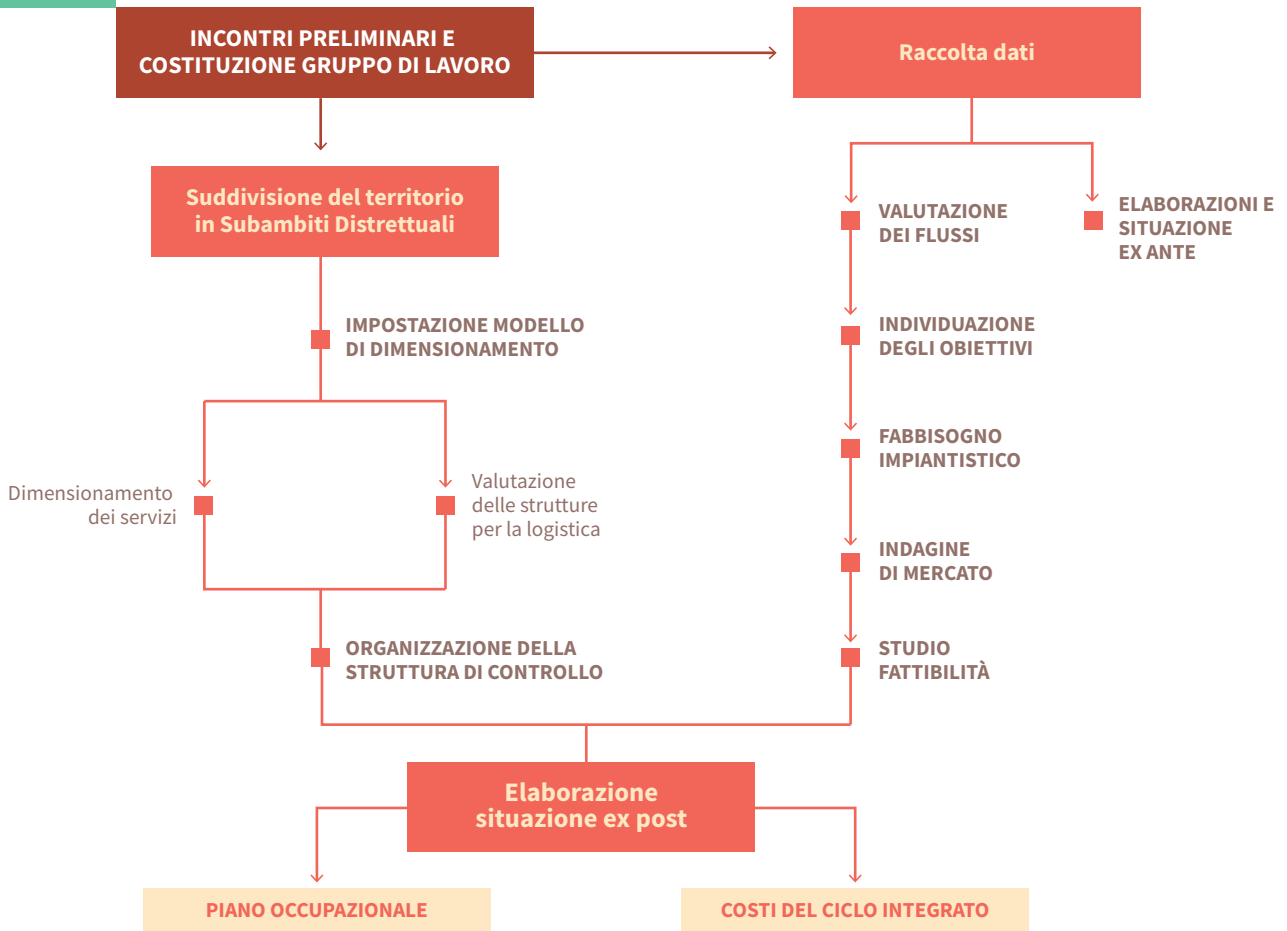 INCONTRI PRELIMINARI E
COSTITUZIONE GRUPPO DI LAVORO
Raccolta dati
Suddivisione del territorio
in Subambiti Distrettuali
VALUTAZIONE
DEI FLUSSI
ELABORAZIONI E
SITUAZIONE
EX ANTE
IMPOSTAZIONE MODELLO
DI DIMENSIONAMENTO
INDIVIDUAZIONE
DEGLI OBIETTIVI
FABBISOGNO
IMPIANTISTICO
Dimensionamento
dei servizi
Valutazione
delle strutture
per la logistica
INDAGINE
DI MERCATO
ORGANIZZAZIONE DELLA
STRUTTURA DI CONTROLLO
STUDIO
FATTIBILITÀ
Elaborazione
situazione ex post
PIANO OCCUPAZIONALE
COSTI DEL CICLO INTEGRATO